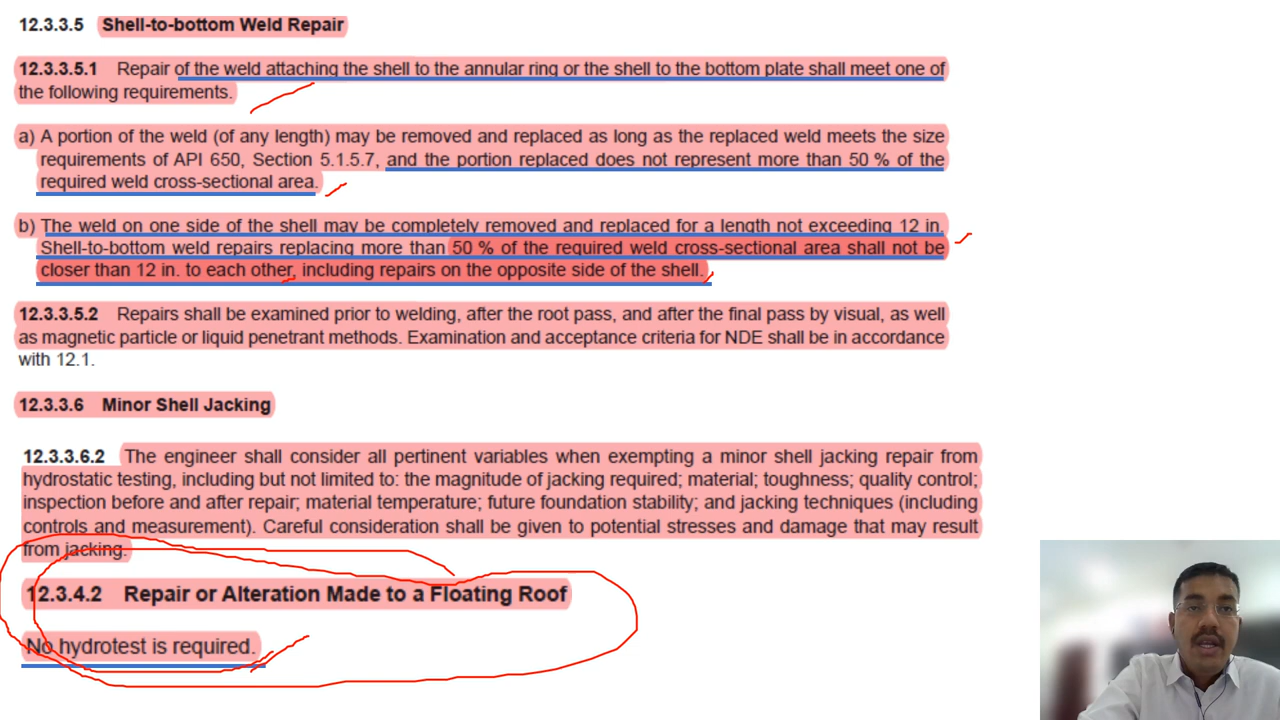 12.3.3.5 Shell-to-bottom Weld Repair
12.3.3.5.1 Repair of the weld attaching the shell to the annular ring or the shell to the bottom plate shall meet one of
the following requirements.
a) A portion of the weld (of any length) may be removed and replaced as long as the replaced weld meets the size
requirements of API 650, Section 5.1.5.7, and the portion replaced does not represent more than 50 % of the
required weld cross-sectional area.
b) The weld on one side of the shell may be completely removed and replaced for a length not exceeding 12 in.
Shell-to-bottom weld repairs replacing more than 50 % of the required weld cross-sectional area shall not be
closer than 12 in. to each other, including repairs on the opposite side of the shell.
12.3.3.5.2 Repairs shall be examined prior to welding, after the root pass, and after the final pass by visual, as well
as magnetic particle or liquid penetrant methods. Examination and acceptance criteria for NDE shall be in accordance
with 12.1.
12.3.3.6 Minor Shell Jacking
12.3.3.6.2 The engineer shall consider all pertinent variables when exempting a minor shell jacking repair from
hydrostatic testing, including but not limited to: the magnitude of jacking required; material; toughness; quality control;
inspection before and after repair; material temperature; future foundation stability; and jacking techniques (including
controls and measurement). Careful consideration shall be given to potential stresses and damage that may result
from jacking.
12.3.4.2 Repair or Alteration Made to a Floating Roof
No hydrotest is required.